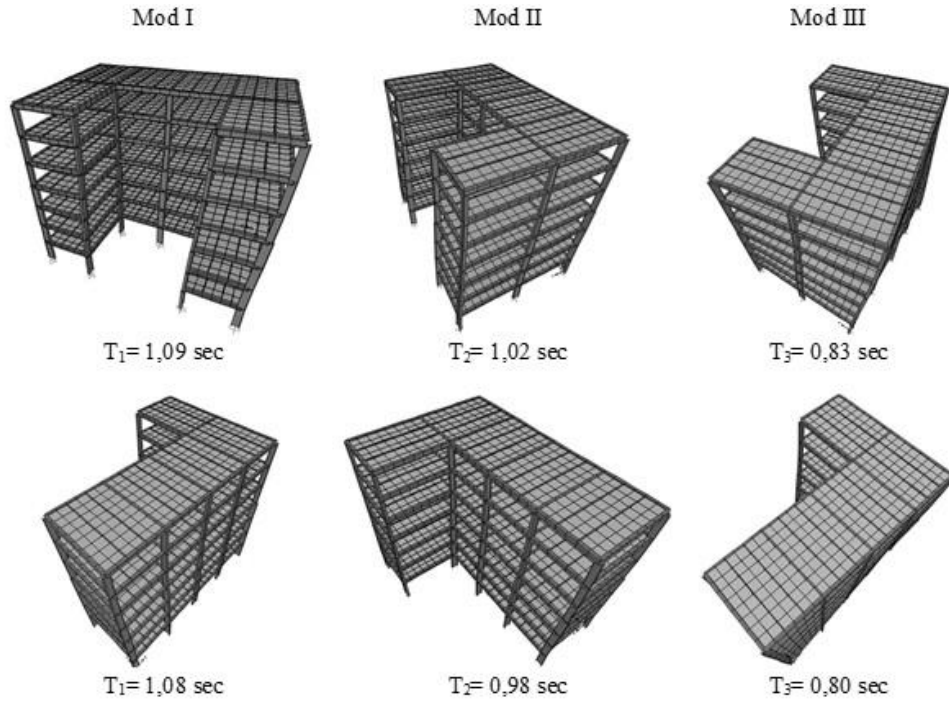 Mod I
Mod II
Mod III
T₁= 1,09 sec
T₂= 1,02 sec
T₃= 0,83 sec
T₁= 1,08 sec
T₂= 0,98 sec
T₃= 0,80 sec